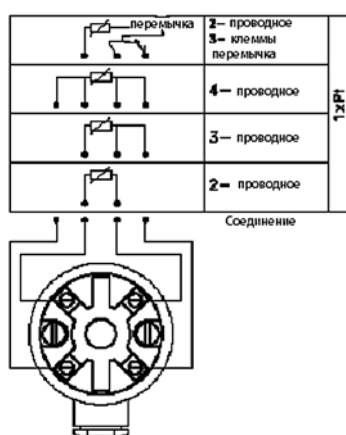 перемычка
2— проводное
3— клеммы
перемычка
4— проводное
3— проводное
2— проводное
1xPt
Соединение